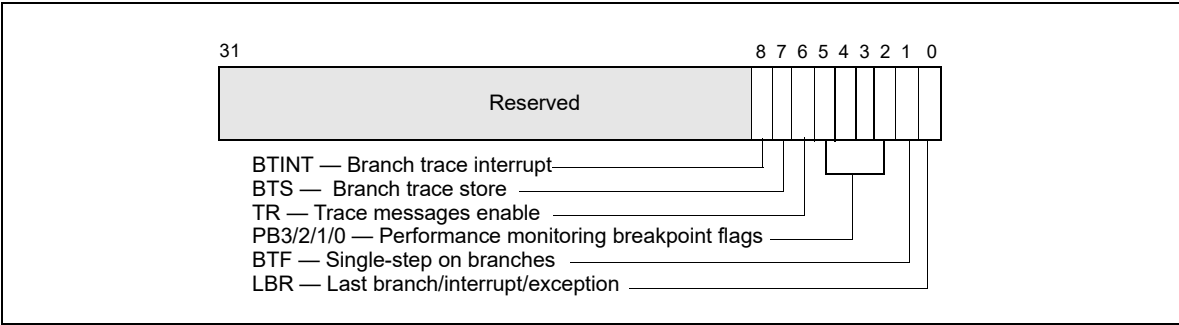 31 8 7 6 5 4 3 2 1 0
Reserved
BTINT — Branch trace interrupt
BTS — Branch trace store
TR — Trace messages enable
PB3/2/1/0 — Performance monitoring breakpoint flags
BTF — Single-step on branches
LBR — Last branch/interrupt/exception